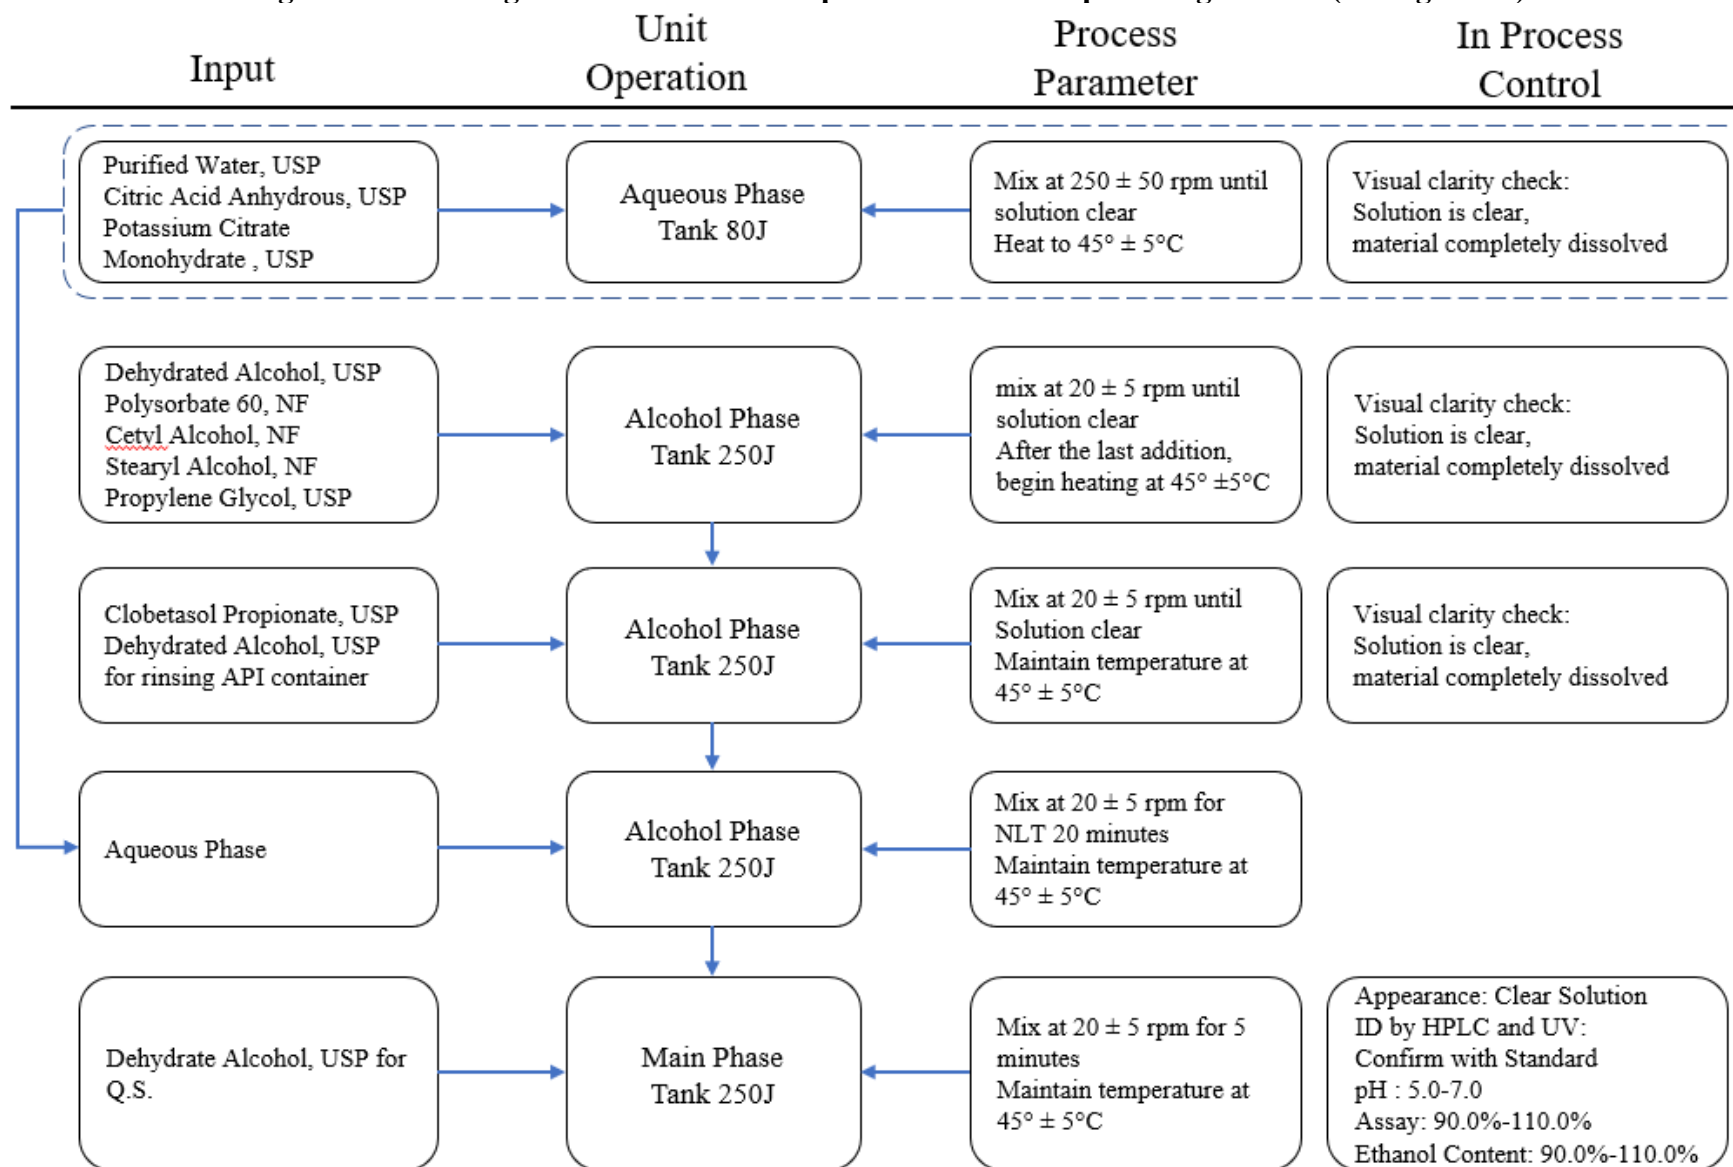 Input
Unit
Operation
Process
Parameter
In Process
Control
Purified Water, USP
Citric Acid Anhydrous, USP
Potassium Citrate
Monohydrate , USP
Aqueous Phase
Tank 80J
Mix at 250 ± 50 rpm until
solution clear
Heat to 45° ± 5°C
Visual clarity check:
Solution is clear,
material completely dissolved
Dehydrated Alcohol, USP
Polysorbate 60, NF
Cetyl Alcohol, NF
Stearyl Alcohol, NF
Propylene Glycol, USP
Alcohol Phase
Tank 250J
mix at 20 ± 5 rpm until
solution clear
After the last addition,
begin heating at 45° ±5°C
Visual clarity check:
Solution is clear,
material completely dissolved
Clobetasol Propionate, USP
Dehydrated Alcohol, USP
for rinsing API container
Alcohol Phase
Tank 250J
Mix at 20 ± 5 rpm until
Solution clear
Maintain temperature at
45° ± 5°C
Visual clarity check:
Solution is clear,
material completely dissolved
Aqueous Phase
Alcohol Phase
Tank 250J
Mix at 20 ± 5 rpm for
NLT 20 minutes
Maintain temperature at
45° ± 5°C
Dehydrate Alcohol, USP for
Q.S.
Main Phase
Tank 250J
Mix at 20 ± 5 rpm for 5
minutes
Maintain temperature at
45° ± 5°C
Appearance: Clear Solution
ID by HPLC and UV:
Confirm with Standard
pH : 5.0-7.0
Assay: 90.0%-110.0%
Ethanol Content: 90.0%-110.0%